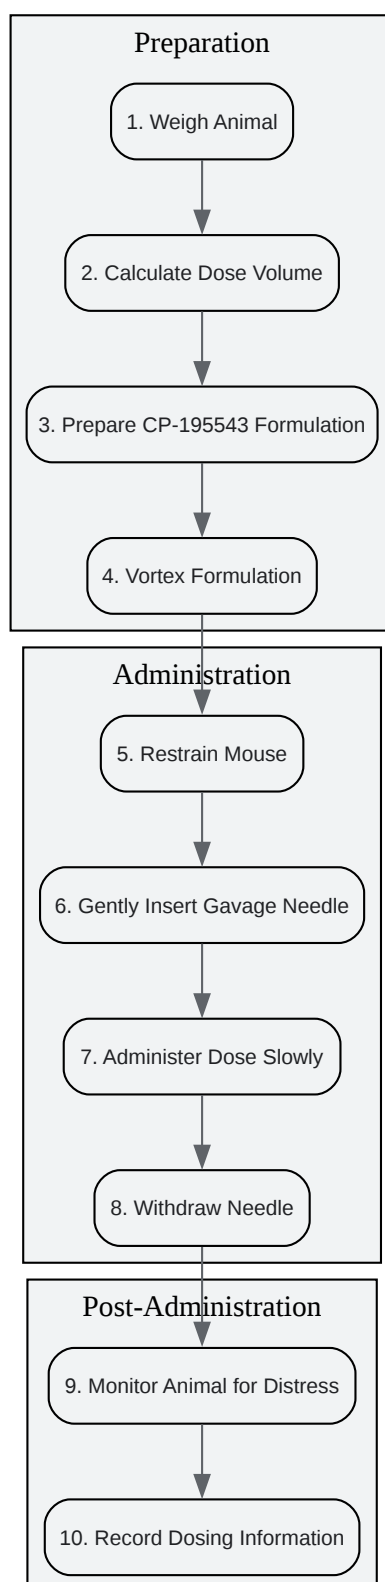 Preparation
1. Weigh Animal
2. Calculate Dose Volume
3. Prepare CP-195543 Formulation
4. Vortex Formulation
Administration
5. Restrain Mouse
6. Gently Insert Gavage Needle
7. Administer Dose Slowly
8. Withdraw Needle
Post-Administration
9. Monitor Animal for Distress
10. Record Dosing Information